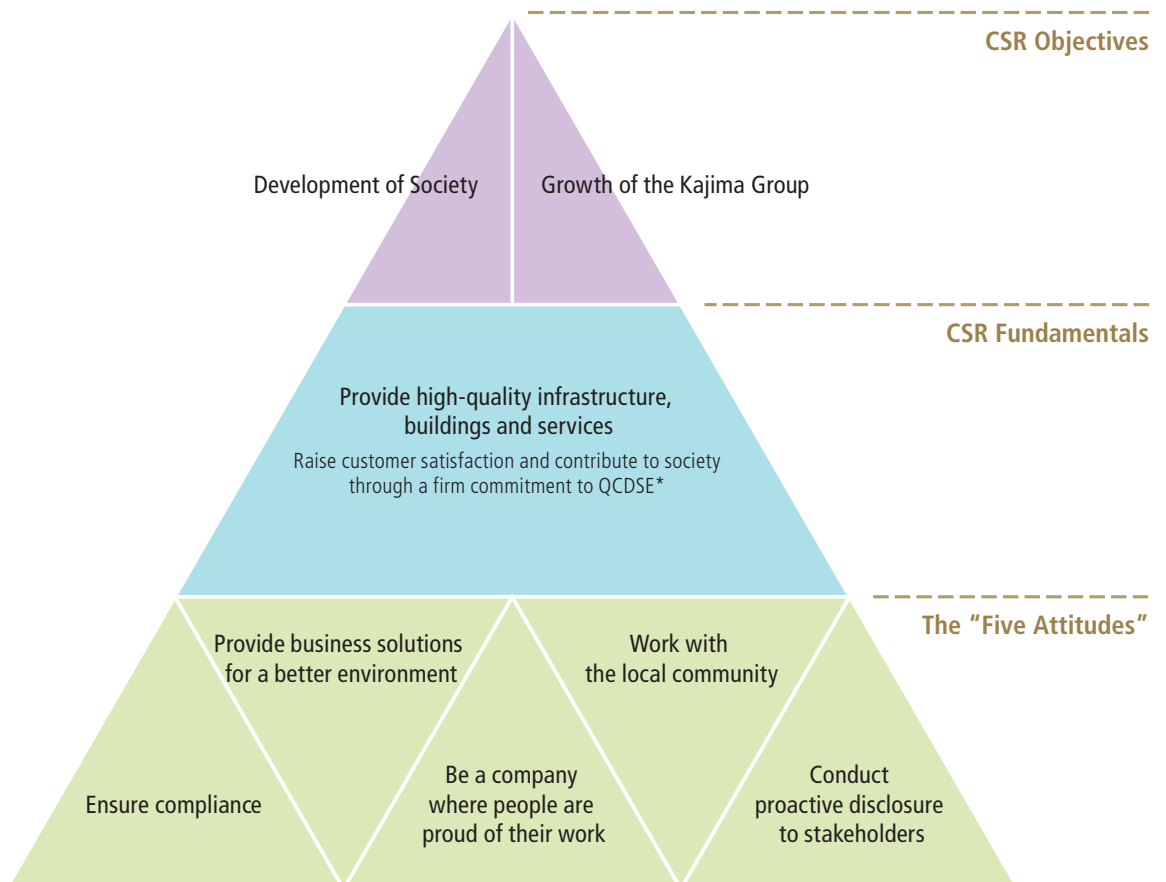 CSR Objectives
Development of Society
Growth of the Kajima Group
CSR Fundamentals
Provide high-quality infrastructure,
buildings and services
Raise customer satisfaction and contribute to society
through a firm commitment to QCDSE*
The “Five Attitudes”
Provide business solutions
for a better environment
Work with
the local community
Ensure compliance
Be a company
where people are
proud of their work
Conduct
proactive disclosure
to stakeholders